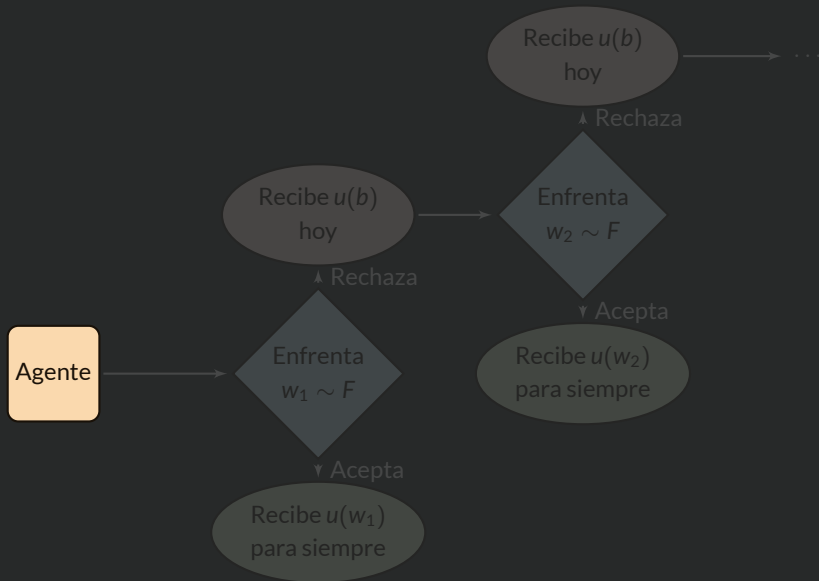 Recibe u(b)
hoy
. . .
Rechaza
Enfrenta
w₂ ∼ F
Acepta
Recibe u(w₂)
para siempre
Recibe u(b)
hoy
Rechaza
Enfrenta
w₁ ∼ F
Acepta
Recibe u(w₁)
para siempre
Agente